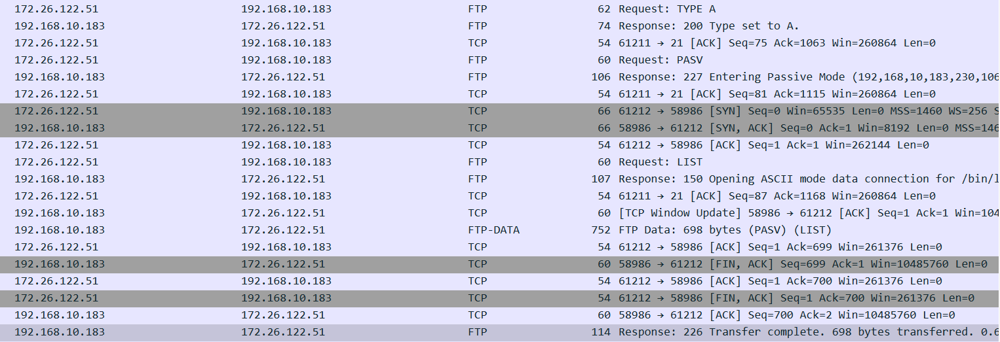 172.26.122.51 192.168.10.183 FTP 62 Request: TYPE A
192.168.10.183 172.26.122.51 FTP 74 Response: 200 Type set to A.
172.26.122.51 192.168.10.183 TCP 54 61211 → 21 [ACK] Seq=75 Ack=1063 Win=260864 Len=0
172.26.122.51 192.168.10.183 FTP 60 Request: PASV
192.168.10.183 172.26.122.51 FTP 106 Response: 227 Entering Passive Mode (192,168,10,183,230,106
172.26.122.51 192.168.10.183 TCP 54 61211 → 21 [ACK] Seq=81 Ack=1115 Win=260864 Len=0
172.26.122.51 192.168.10.183 TCP 66 61212 → 58986 [SYN] Seq=0 Win=65535 Len=0 MSS=1460 WS=256 S
192.168.10.183 172.26.122.51 TCP 66 58986 → 61212 [SYN, ACK] Seq=0 Ack=1 Win=8192 Len=0 MSS=146
172.26.122.51 192.168.10.183 TCP 54 61212 → 58986 [ACK] Seq=1 Ack=1 Win=262144 Len=0
172.26.122.51 192.168.10.183 FTP 60 Request: LIST
192.168.10.183 172.26.122.51 FTP 107 Response: 150 Opening ASCII mode data connection for /bin/l
172.26.122.51 192.168.10.183 TCP 54 61211 → 21 [ACK] Seq=87 Ack=1168 Win=260864 Len=0
192.168.10.183 172.26.122.51 TCP 60 [TCP Window Update] 58986 → 61212 [ACK] Seq=1 Ack=1 Win=104
192.168.10.183 172.26.122.51 FTP-DATA 752 FTP Data: 698 bytes (PASV) (LIST)
172.26.122.51 192.168.10.183 TCP 54 61212 → 58986 [ACK] Seq=1 Ack=699 Win=261376 Len=0
192.168.10.183 172.26.122.51 TCP 60 58986 → 61212 [FIN, ACK] Seq=699 Ack=1 Win=10485760 Len=0
172.26.122.51 192.168.10.183 TCP 54 61212 → 58986 [ACK] Seq=1 Ack=700 Win=261376 Len=0
172.26.122.51 192.168.10.183 TCP 54 61212 → 58986 [FIN, ACK] Seq=1 Ack=700 Win=261376 Len=0
192.168.10.183 172.26.122.51 TCP 60 58986 → 61212 [ACK] Seq=700 Ack=2 Win=10485760 Len=0
192.168.10.183 172.26.122.51 FTP 114 Response: 226 Transfer complete. 698 bytes transferred. 0.6